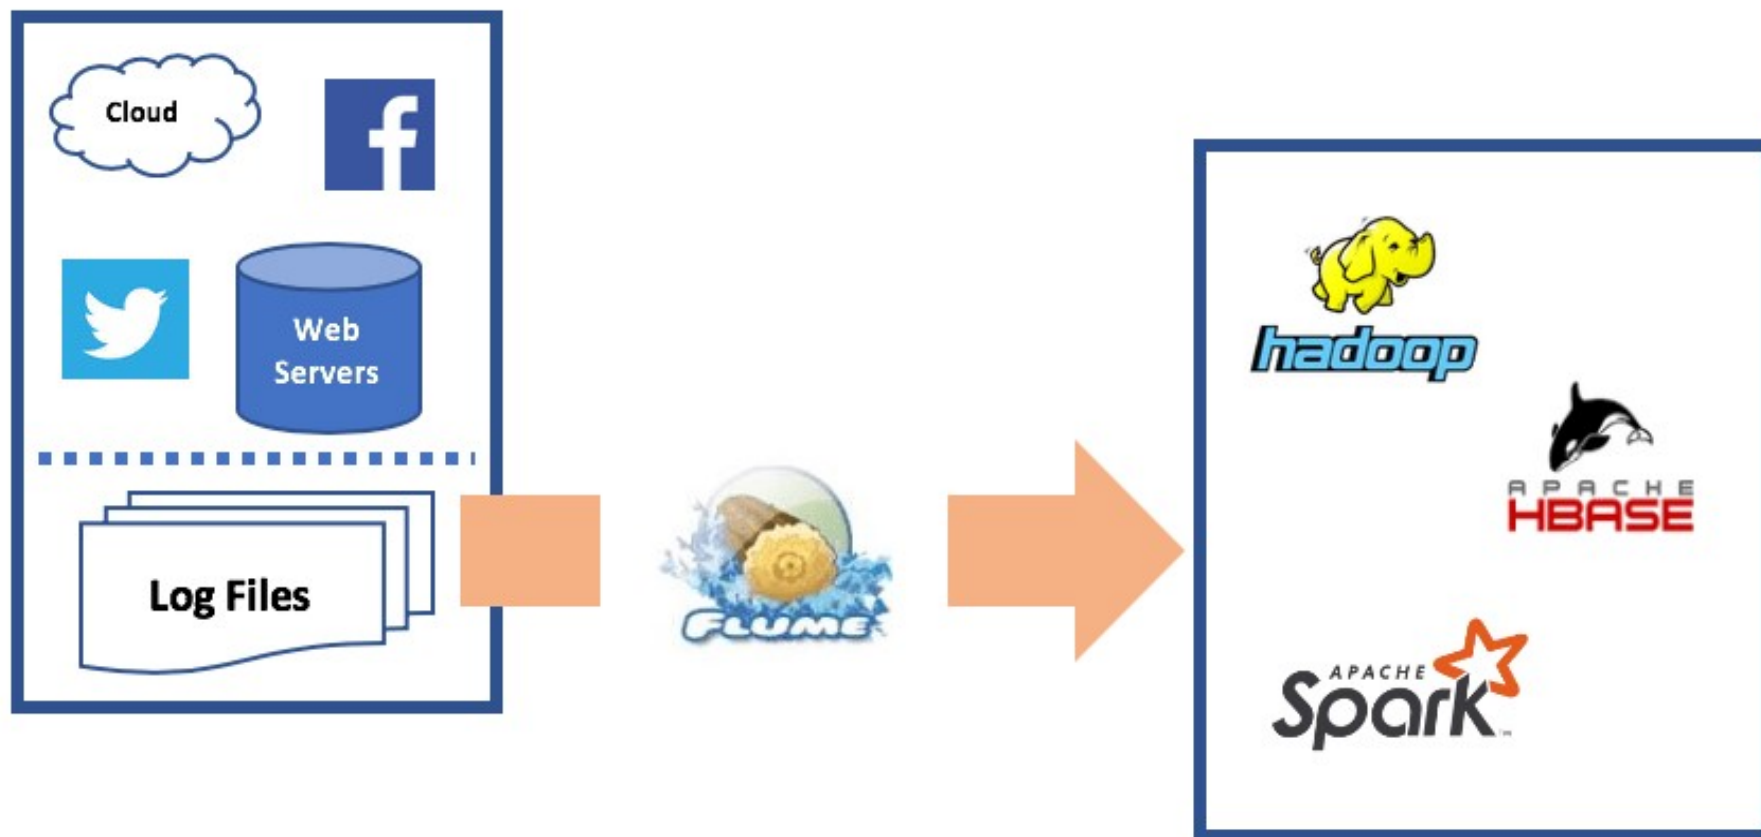 Cloud
Web
Servers
Log Files
FLUME
hadoop
APACHE
HBASE
APACHE
Spark